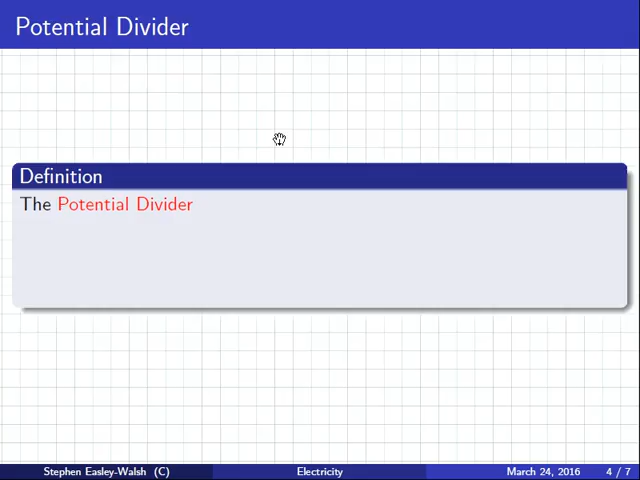 Potential Divider
Definition
The Potential Divider
Stephen Easley-Walsh (C) Electricity March 24, 2016 4 / 7